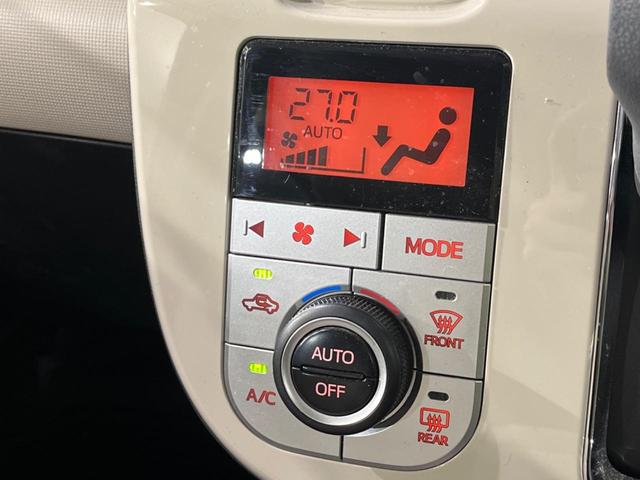 27.0
AUTO
MODE
FRONT
AUTO
OFF
A/C
REAR